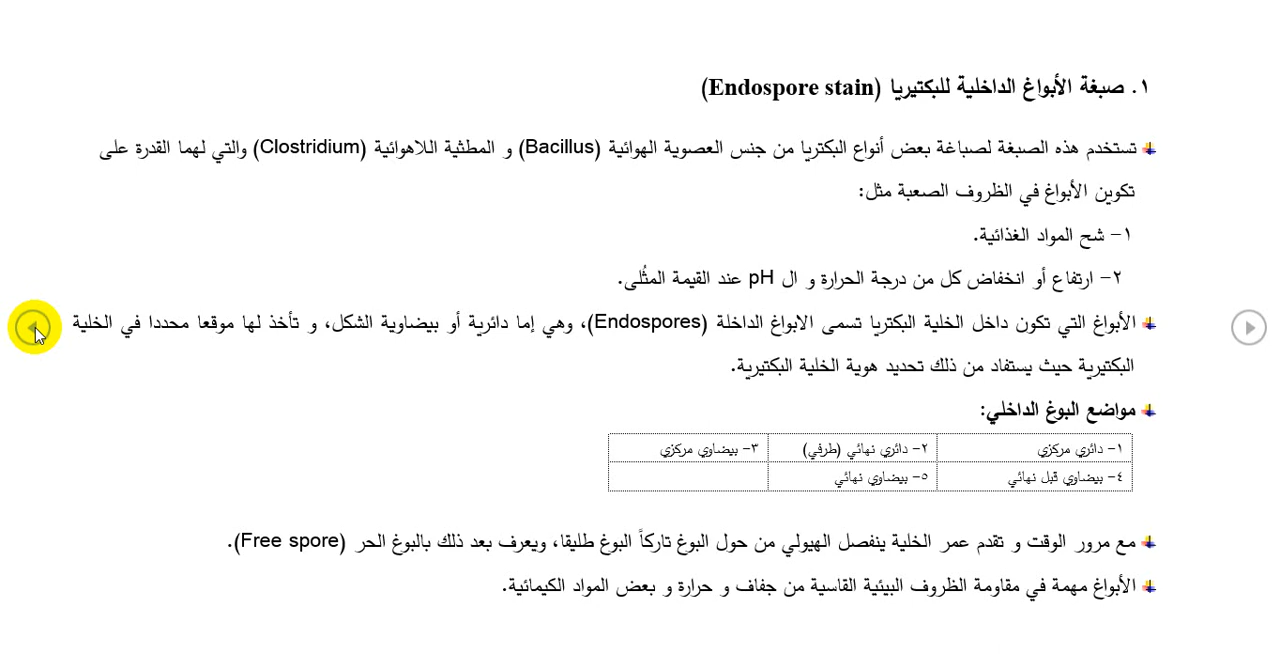 ١. صبغة الأبواغ الداخلية للبكتيريا (Endospore stain)
تستخدم هذه الصبغة لصباغة بعض أنواع البكتريا من جنس العصوية الهوائية (Bacillus) و المطثية اللاهوائية (Clostridium) والتي لهما القدرة على
تكوين الأبواغ في الظروف الصعبة مثل:
١- شح المواد الغذائية.
٢- ارتفاع أو انخفاض كل من درجة الحرارة و ال pH عند القيمة المثُلى.
الأبواغ التي تكون داخل الخلية البكتريا تسمى الابواغ الداخلة (Endospores)، وهي إما دائرية أو بيضاوية الشكل، و تأخذ لها موقعا محددا في الخلية
البكتيرية حيث يستفاد من ذلك تحديد هوية الخلية البكتيرية.
مواضع البوغ الداخلي:
١- دائري مركزي ٢- دائري نهائي (طرفي) ٣- بيضاوي مركزي
٤- بيضاوي قبل نهائي ٥- بيضاوي نهائي
مع مرور الوقت و تقدم عمر الخلية ينفصل الهيولي من حول البوغ تاركاً البوغ طليقا، ويعرف بعد ذلك بالبوغ الحر (Free spore).
الأبواغ مهمة في مقاومة الظروف البيئية القاسية من جفاف و حرارة و بعض المواد الكيمائية.